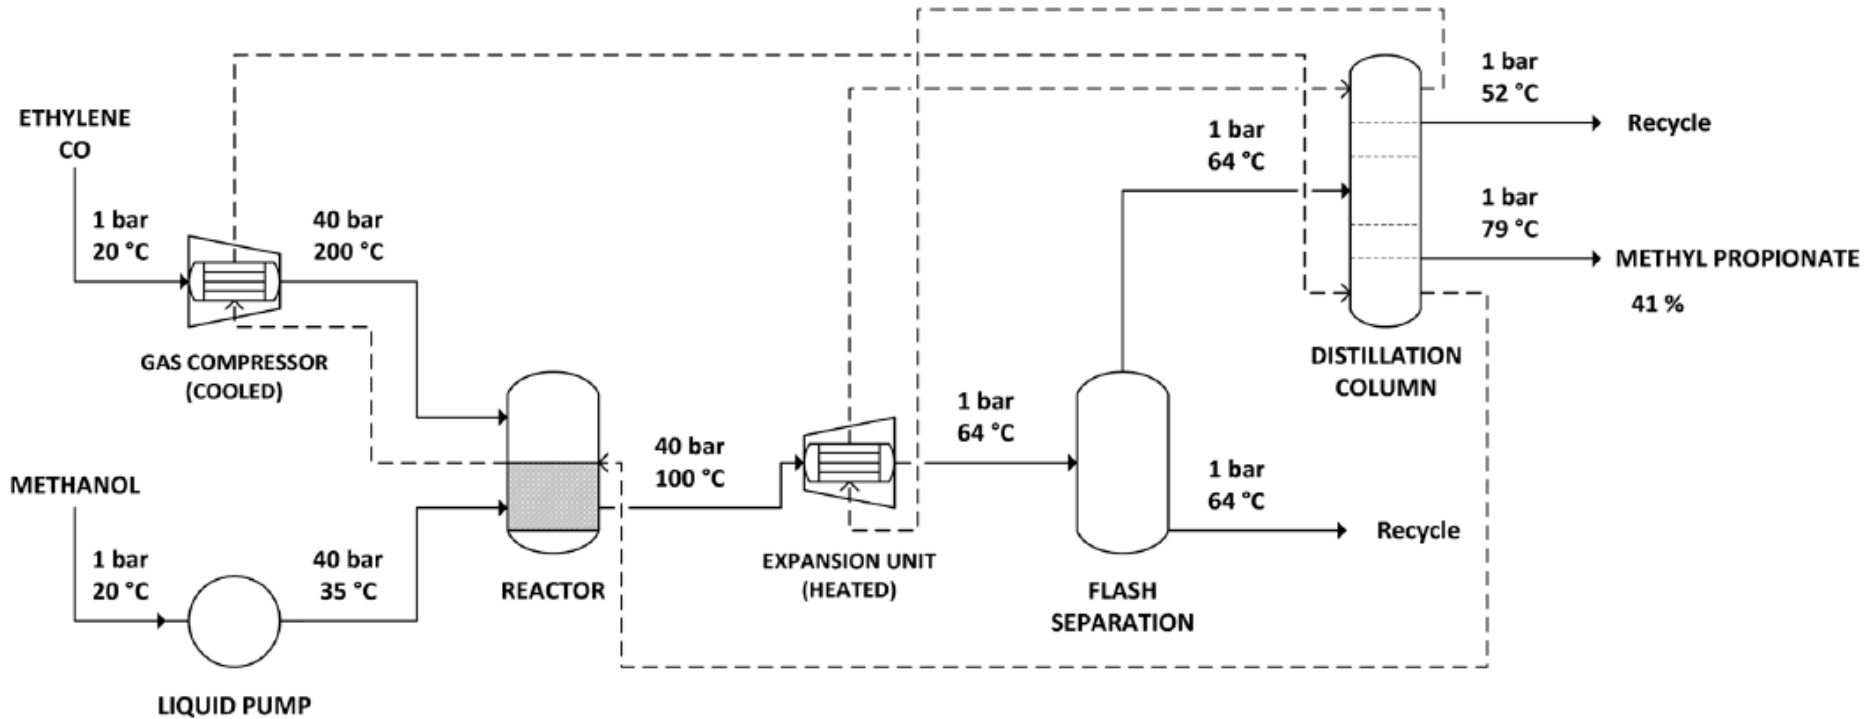 ETHYLENE
CO
1 bar
20 °C
40 bar
200 °C
GAS COMPRESSOR
(COOLED)
METHANOL
1 bar
20 °C
40 bar
35 °C
LIQUID PUMP
REACTOR
40 bar
100 °C
EXPANSION UNIT
(HEATED)
1 bar
64 °C
FLASH
SEPARATION
1 bar
64 °C
Recycle
1 bar
64 °C
DISTILLATION
COLUMN
1 bar
52 °C
Recycle
1 bar
79 °C
METHYL PROPIONATE
41 %